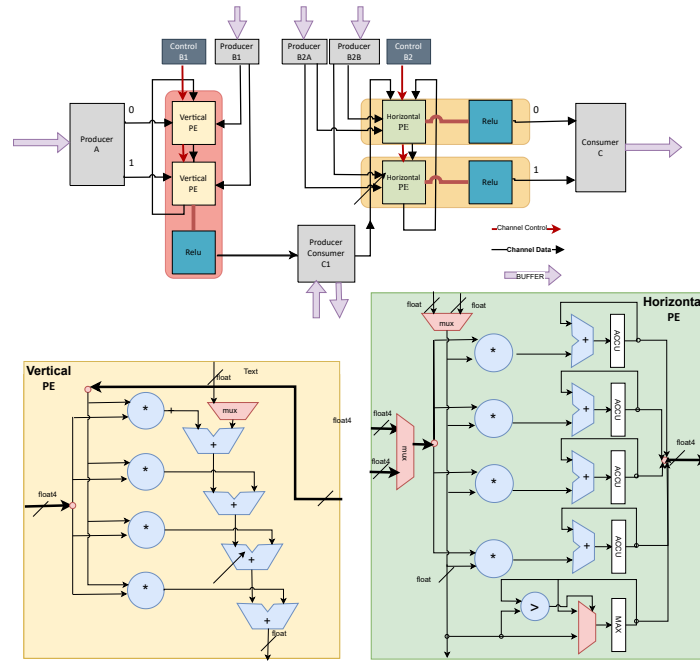 Control
B1
Producer
B1
Producer
B2A
Producer
B2B
Control
B2
Producer
A
0
1
Vertical
PE
Vertical
PE
Relu
Horizontal
PE
Horizontal
PE
Relu
Relu
0
1
Consumer
C
Producer
Consumer
C1
Channel Control
Channel Data
BUFFER
Vertical
PE
float
Text
mux
float4
float4
*
*
*
*
+
+
+
+
+
float
Horizontal
PE
float
float
mux
float4
float4
mux
*
*
*
*
+
+
+
+
ACCU
ACCU
ACCU
ACCU
float4
float
>
MAX